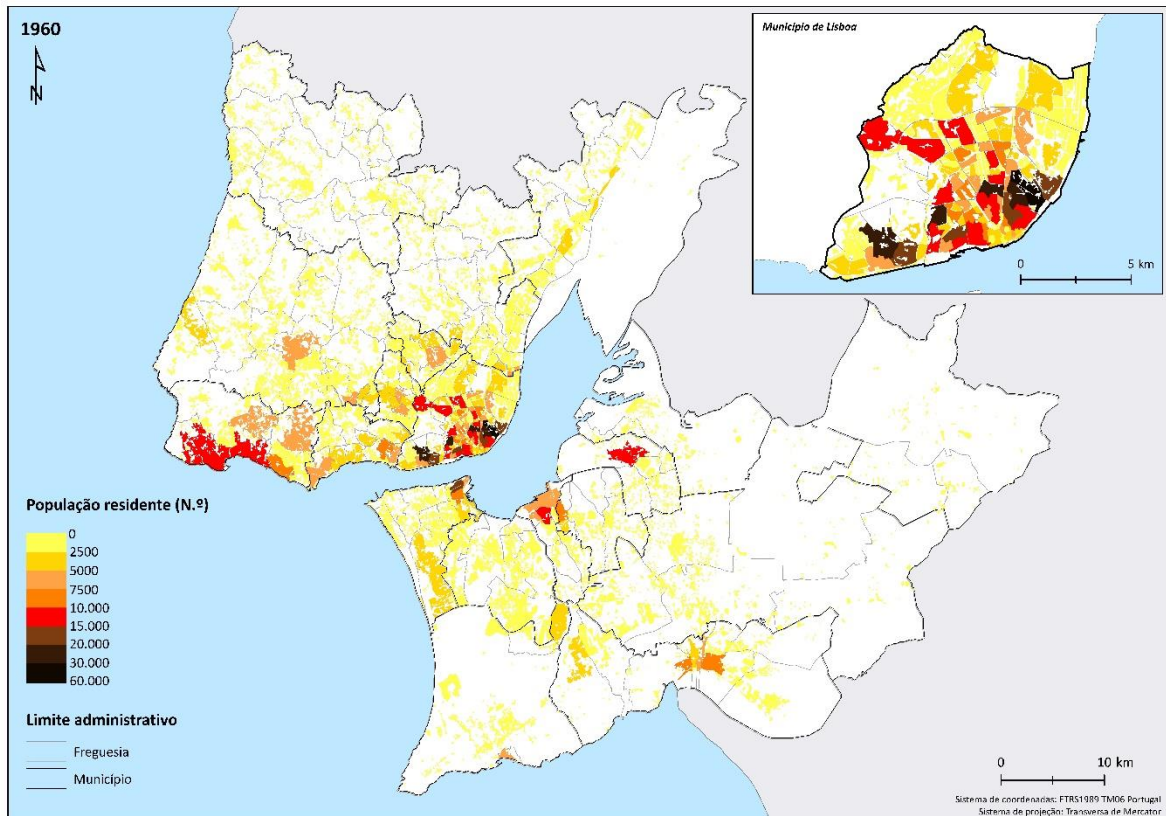 1960
N
Município de Lisboa
0 5 km
População residente (N.º)
0
2500
5000
7500
10.000
15.000
20.000
30.000
60.000
Limite administrativo
Freguesia
Município
0 10 km
Sistema de coordenadas: ETRS1989 TM06 Portugal
Sistema de projeção: Transversa de Mercator